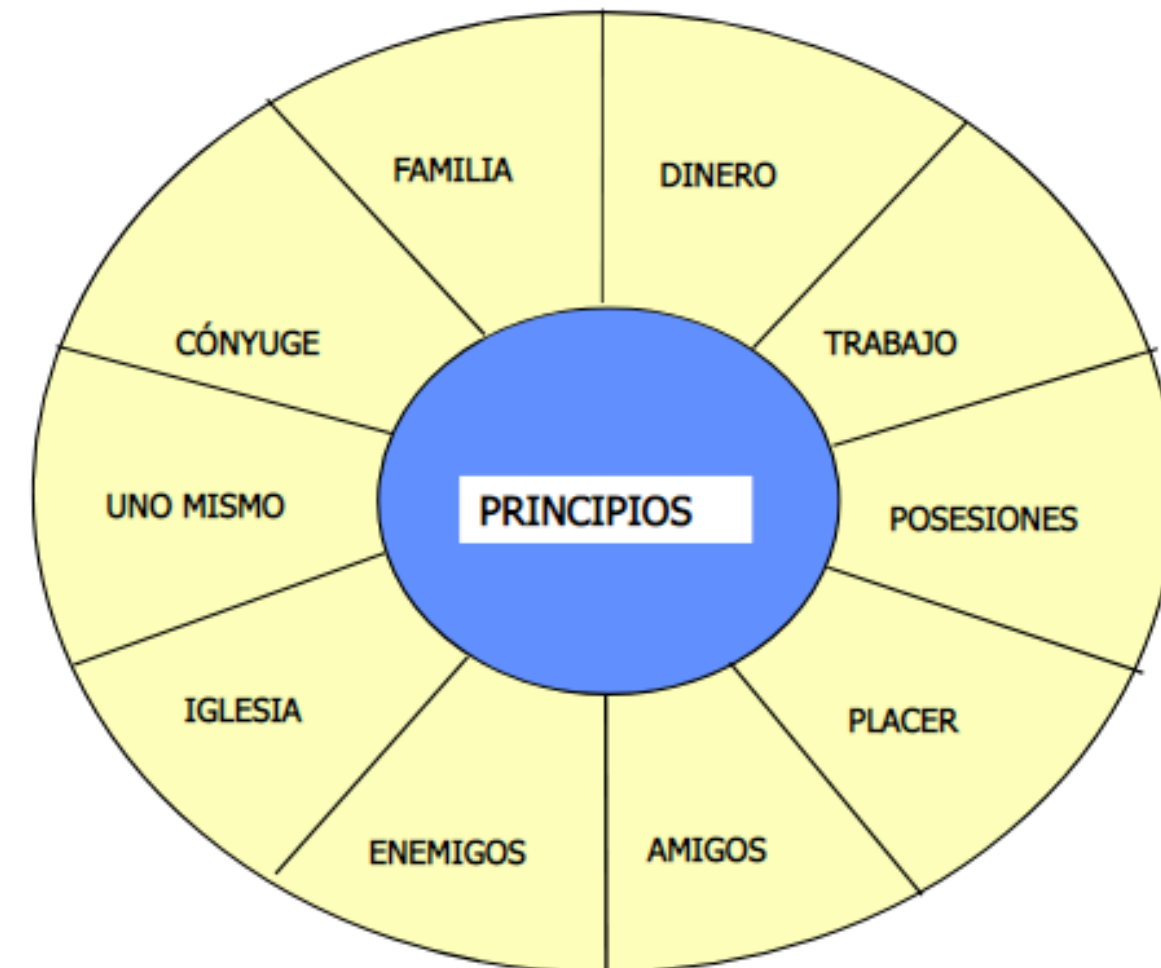 FAMILIA
DINERO
CÓNYUGE
TRABAJO
UNO MISMO
PRINCIPIOS
POSESIONES
IGLESIA
PLACER
ENEMIGOS
AMIGOS